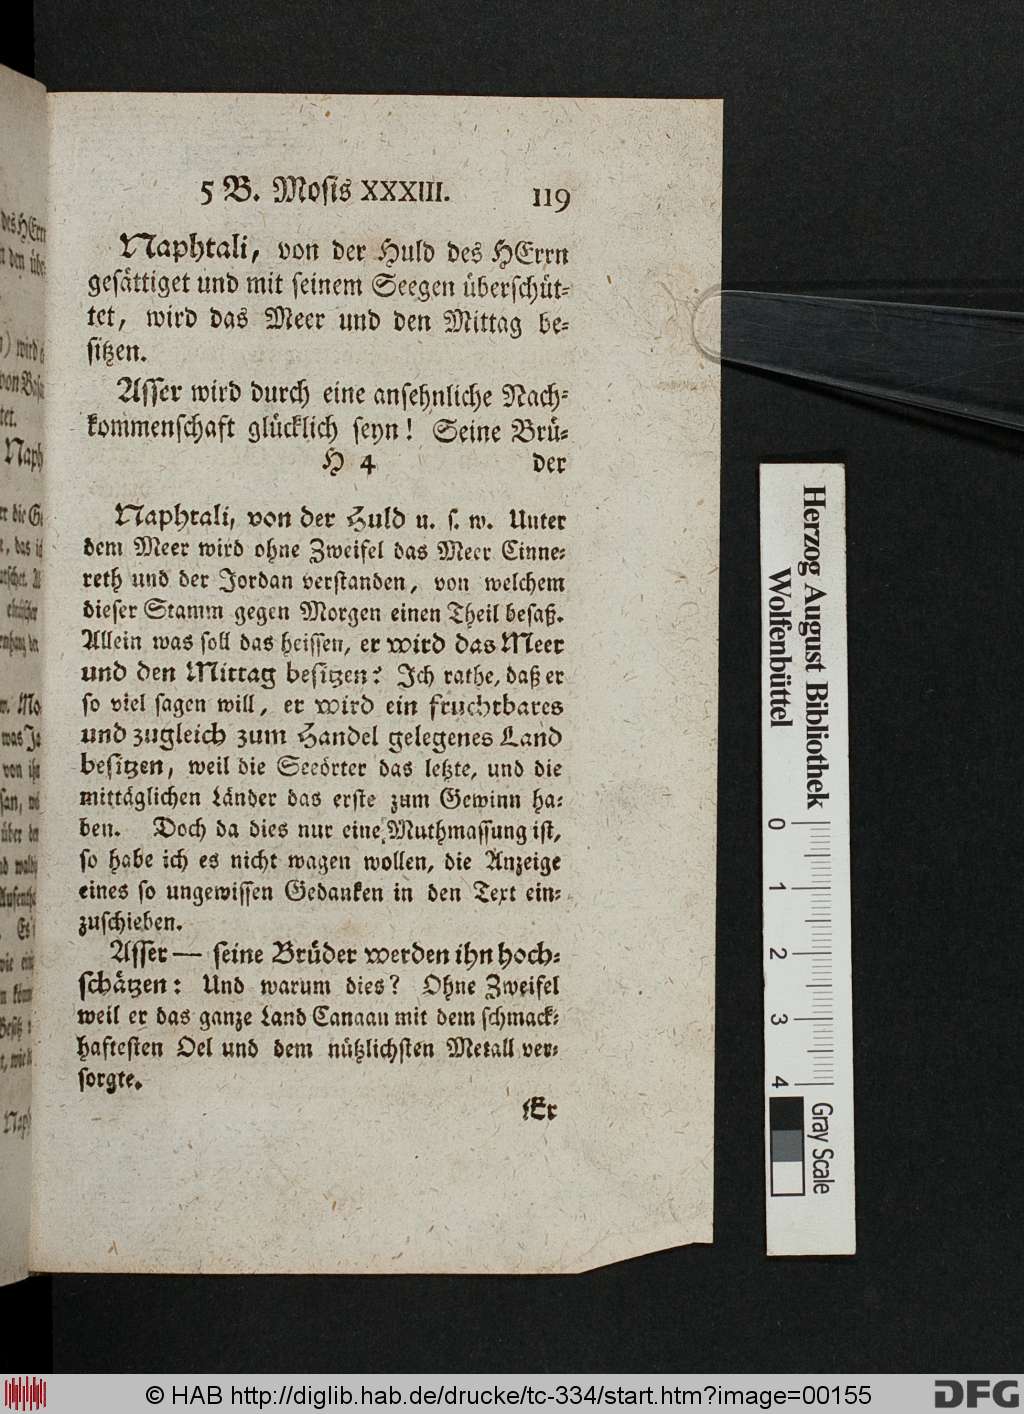 5 B. Mosis XXXIII. 119
Naphtali, von der Huld des HErrn
gesättiget und mit seinem Seegen überschüt-
tet, wird das Meer und den Mittag be-
sitzen.
Asser wird durch eine ansehnliche Nach-
kommenschaft glücklich seyn! Seine Brü-
H 4 der
Naphtali, von der Huld u. s. w. Unter
dem Meer wird ohne Zweifel das Meer Cinne-
reth und der Jordan verstanden, von welchem
dieser Stamm gegen Morgen einen Theil besaß.
Allein was soll das heissen, er wird das Meer
und den Mittag besitzen? Ich rathe, daß er
so viel sagen will, er wird ein fruchtbares
und zugleich zum Handel gelegenes Land
besitzen, weil die Seeörter das letzte, und die
mittäglichen Länder das erste zum Gewinn ha-
ben. Doch da dies nur eine Muthmassung ist,
so habe ich es nicht wagen wollen, die Anzeige
eines so ungewissen Gedanken in den Text ein-
zuschieben.
Asser — seine Brüder werden ihn hoch-
schätzen: Und warum dies? Ohne Zweifel
weil er das ganze Land Canaan mit dem schmack-
haftesten Oel und dem nützlichsten Metall ver-
sorgte.
Er
Herzog August Bibliothek
Wolfenbüttel
0 1 2 3 4
Gray Scale
© HAB http://diglib.hab.de/drucke/tc-334/start.htm?image=00155
DFG